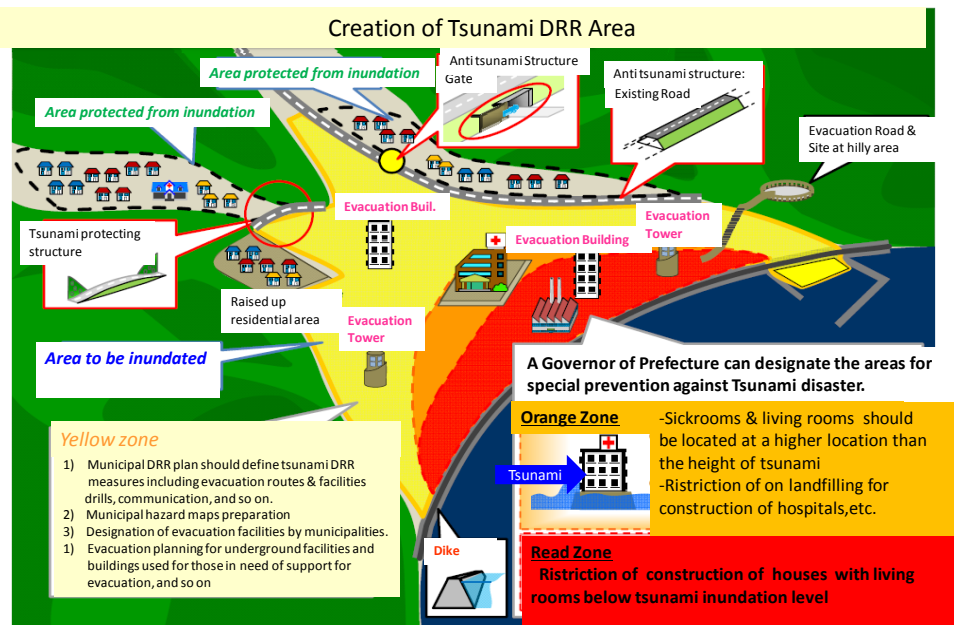 Creation of Tsunami DRR Area
Area protected from inundation
Anti tsunami Structure
Gate
Anti tsunami structure:
Existing Road
Area protected from inundation
Evacuation Road &
Site at hilly area
Evacuation Buil.
Evacuation
Tower
Evacuation Building
Tsunami protecting
structure
Raised up
residential area
Evacuation
Tower
Area to be inundated
A Governor of Prefecture can designate the areas for
special prevention against Tsunami disaster.
Orange Zone
-Sickrooms & living rooms should
be located at a higher location than
the height of tsunami
-Ristriction of on landfilling for
construction of hospitals,etc.
Tsunami
Yellow zone
1) Municipal DRR plan should define tsunami DRR
measures including evacuation routes & facilities
drills, communication, and so on.
2) Municipal hazard maps preparation
3) Designation of evacuation facilities by municipalities.
1) Evacuation planning for underground facilities and
buildings used for those in need of support for
evacuation, and so on
Dike
Read Zone
Ristriction of construction of houses with living
rooms below tsunami inundation level